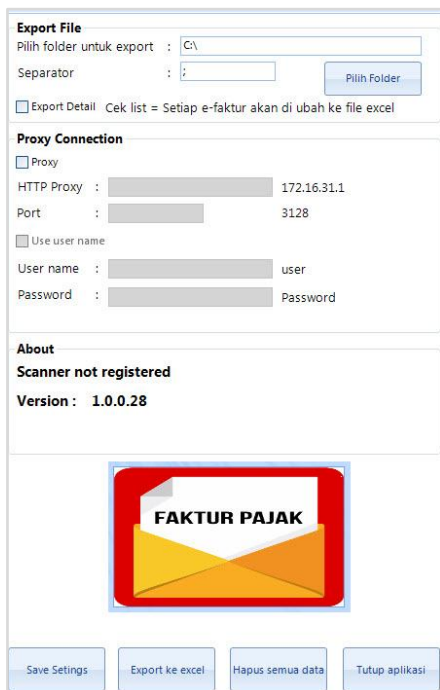 Export File
Pilih folder untuk export : C:\
Separator : ;
Pilih Folder
Export Detail Cek list = Setiap e-faktur akan di ubah ke file excel
Proxy Connection
Proxy
HTTP Proxy : 172.16.31.1
Port : 3128
Use user name
User name : user
Password : Password
About
Scanner not registered
Version : 1.0.0.28
FAKTUR PAJAK
Save Setings Export ke excel Hapus semua data Tutup aplikasi